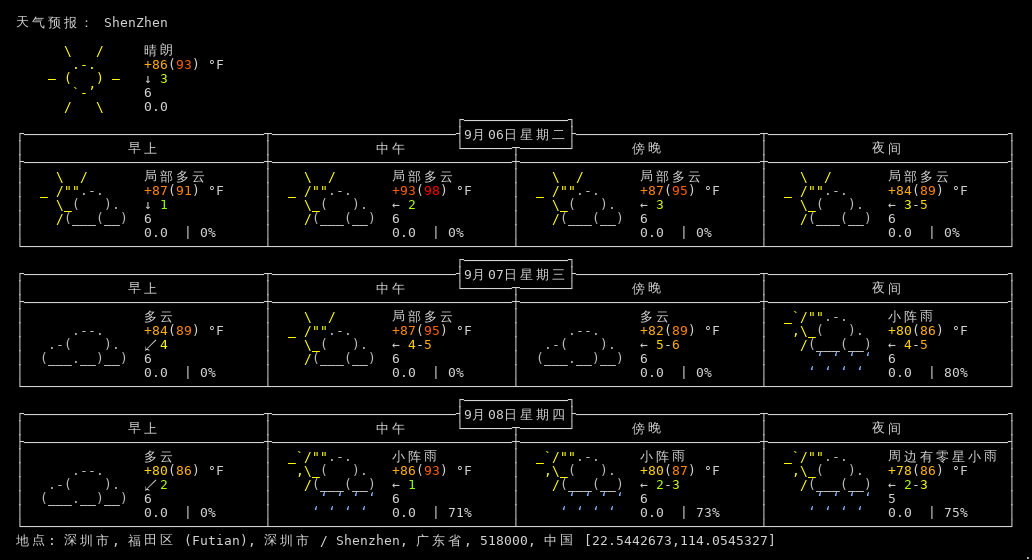 天气预报： ShenZhen
晴朗
+86(93) °F
↓ 3
6
0.0
9月06日星期二
早上 中午 傍晚 夜间
局部多云 局部多云 局部多云 局部多云
+87(91) °F +93(98) °F +87(95) °F +84(89) °F
↓ 1 ← 2 ← 3 ← 3-5
6 6 6 6
0.0 | 0% 0.0 | 0% 0.0 | 0% 0.0 | 0%
9月07日星期三
早上 中午 傍晚 夜间
多云 局部多云 多云 小阵雨
+84(89) °F +87(95) °F +82(89) °F +80(86) °F
↙ 4 ← 4-5 ← 5-6 ← 4-5
6 6 6 6
0.0 | 0% 0.0 | 0% 0.0 | 0% 0.0 | 80%
9月08日星期四
早上 中午 傍晚 夜间
多云 小阵雨 小阵雨 周边有零星小雨
+80(86) °F +86(93) °F +80(87) °F +78(86) °F
↙ 2 ← 1 ← 2-3 ← 2-3
6 6 6 5
0.0 | 0% 0.0 | 71% 0.0 | 73% 0.0 | 75%
地点: 深圳市, 福田区 (Futian), 深圳市 / Shenzhen, 广东省, 518000, 中国 [22.5442673,114.0545327]